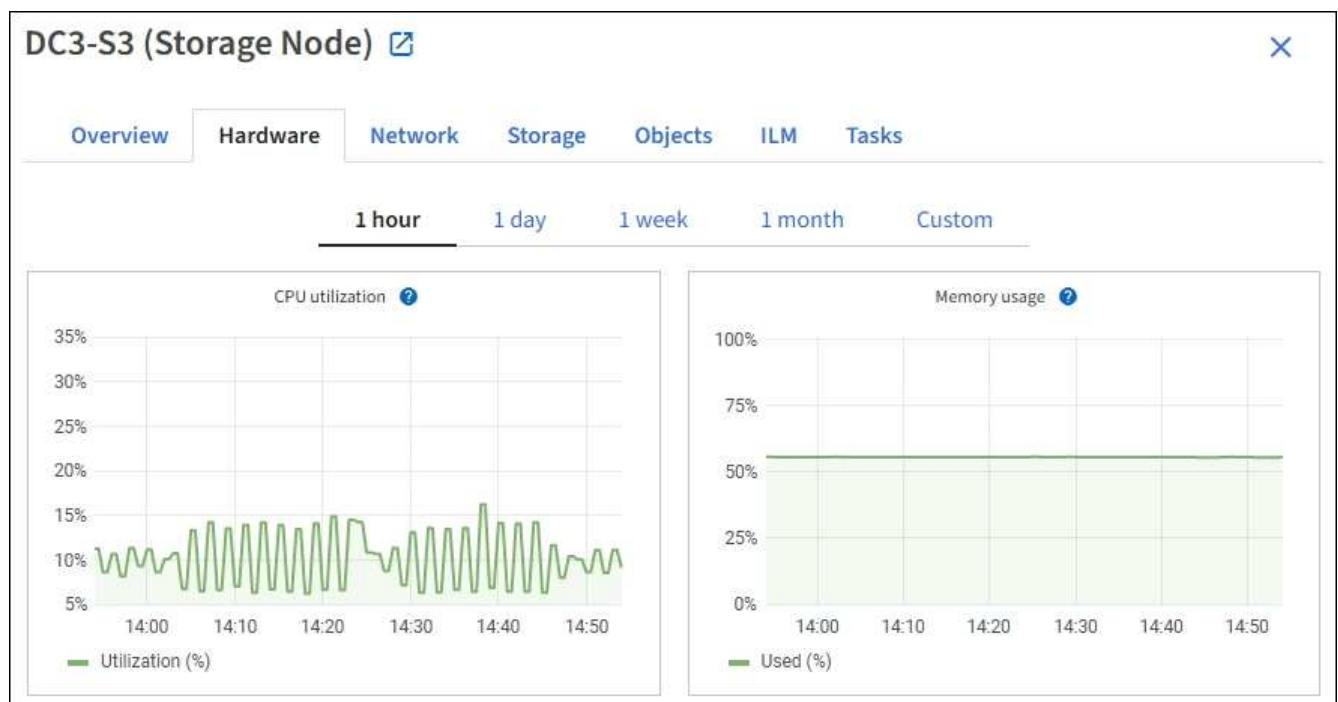 DC3-S3 (Storage Node)
Overview Hardware Network Storage Objects ILM Tasks
1 hour 1 day 1 week 1 month Custom
CPU utilization ?
35%
30%
25%
20%
15%
10%
5%
14:00 14:10 14:20 14:30 14:40 14:50
Utilization (%)
Memory usage ?
100%
75%
50%
25%
0%
14:00 14:10 14:20 14:30 14:40 14:50
Used (%)